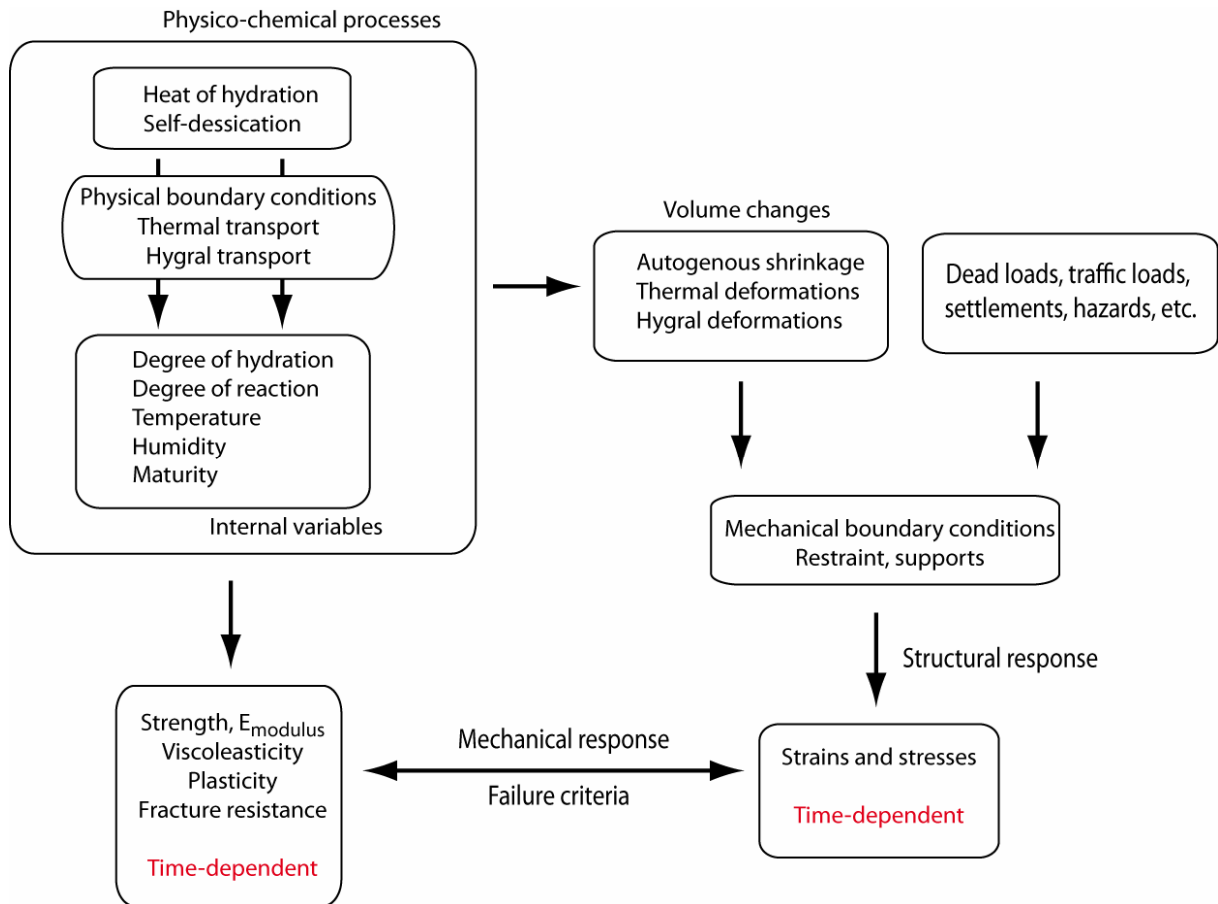 Physico-chemical processes
Heat of hydration
Self-dessication
Physical boundary conditions
Thermal transport
Hygral transport
Degree of hydration
Degree of reaction
Temperature
Humidity
Maturity
Internal variables
Volume changes
Autogenous shrinkage
Thermal deformations
Hygral deformations
Dead loads, traffic loads,
settlements, hazards, etc.
Mechanical boundary conditions
Restraint, supports
Structural response
Strength, Emodulus
Viscoleasticity
Plasticity
Fracture resistance
Time-dependent
Mechanical response
Failure criteria
Strains and stresses
Time-dependent